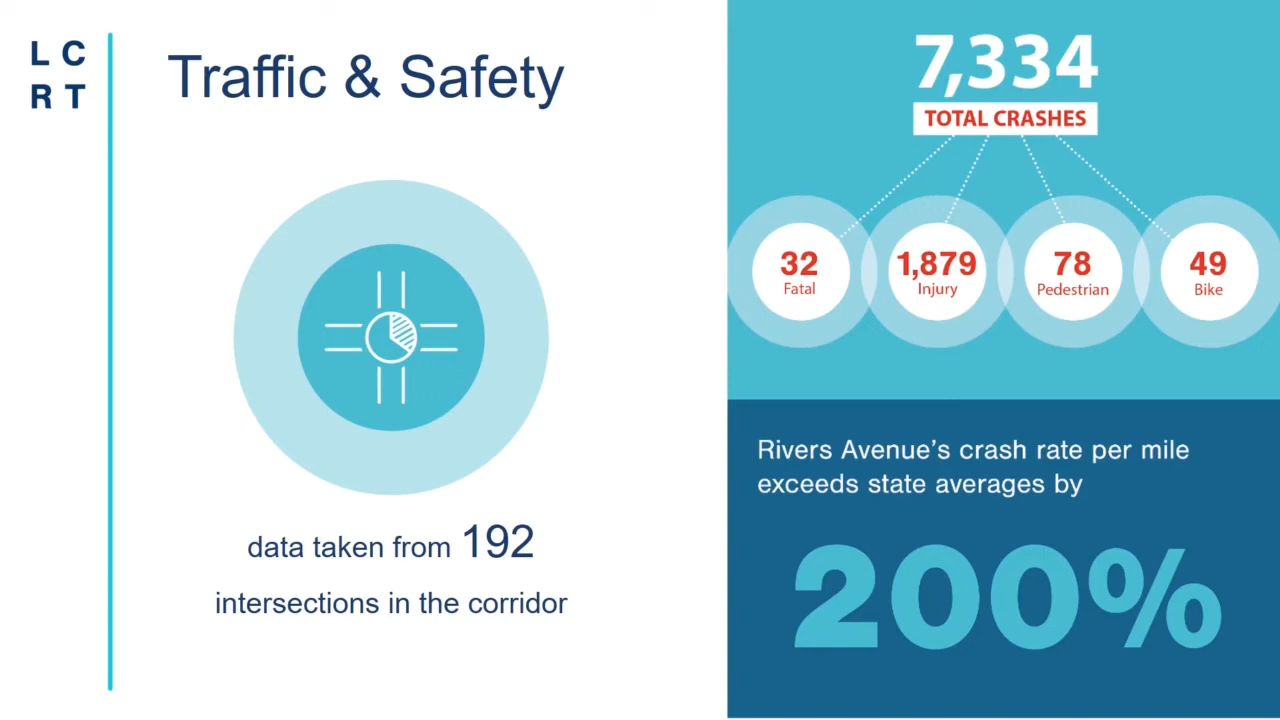 L C
R T
Traffic & Safety
data taken from 192
intersections in the corridor
7,334
TOTAL CRASHES
32
Fatal
1,879
Injury
78
Pedestrian
49
Bike
Rivers Avenue’s crash rate per mile
exceeds state averages by
200%